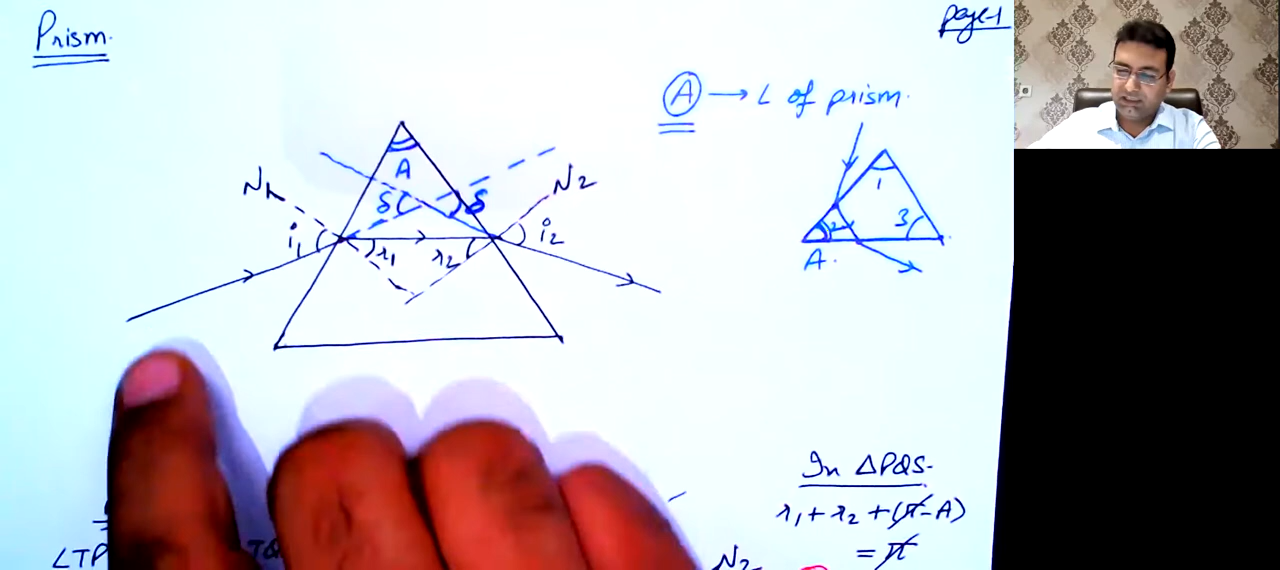 Prism.
page-1
A → ∠ of prism.
A
N1
δ
δ
N2
i1
r1
r2
i2
1
2
3
A.
In ΔPQS.
r1 + r2 + (π - A)
= π
∠TP
N2